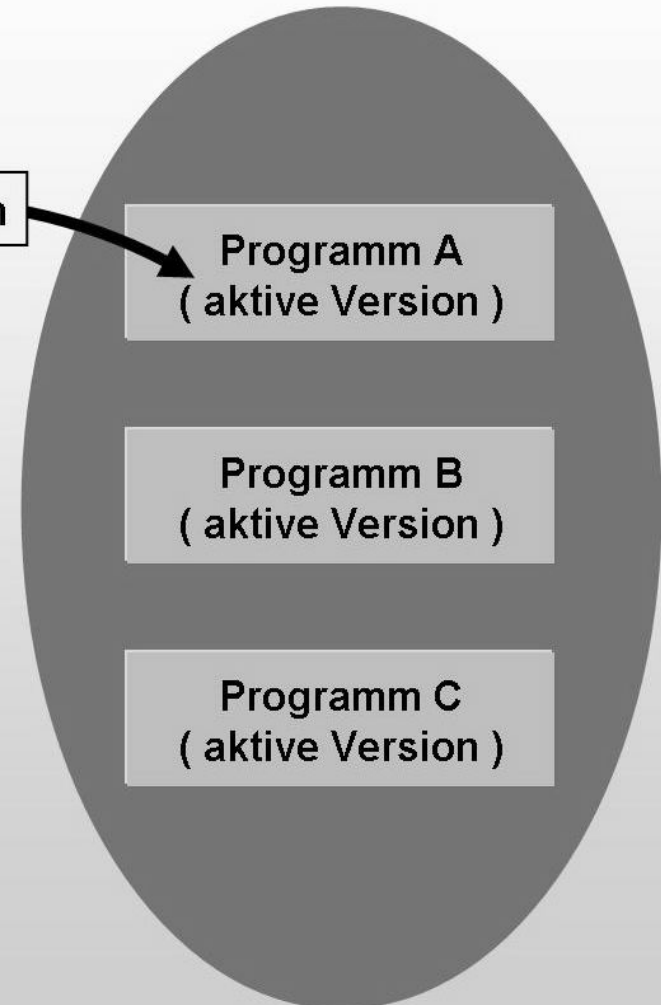 Programm A
( aktive Version )
Programm B
( aktive Version )
Programm C
( aktive Version )